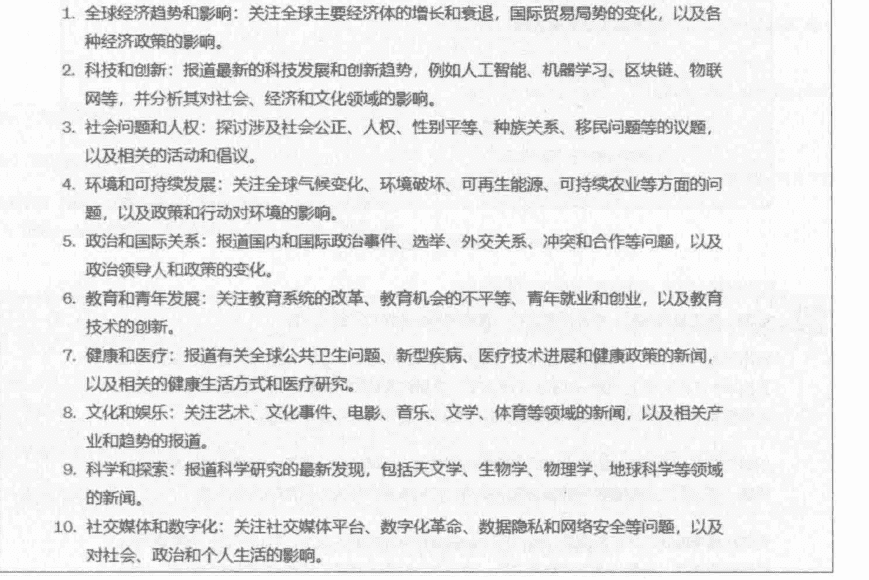 1. 全球经济趋势和影响：关注全球主要经济体的增长和衰退，国际贸易局势的变化，以及各
种经济政策的影响。
2. 科技和创新：报道最新的科技发展和创新趋势，例如人工智能、机器学习、区块链、物联
网等，并分析其对社会、经济和文化领域的影响。
3. 社会问题和人权：探讨涉及社会公正、人权、性别平等、种族关系、移民问题等的议题，
以及相关的活动和倡议。
4. 环境和可持续发展：关注全球气候变化、环境破坏、可再生能源、可持续农业等方面的问
题，以及政策和行动对环境的影响。
5. 政治和国际关系：报道国内和国际政治事件、选举、外交关系、冲突和合作等问题，以及
政治领导人和政策的变化。
6. 教育和青年发展：关注教育系统的改革、教育机会的不平等、青年就业和创业，以及教育
技术的创新。
7. 健康和医疗：报道有关全球公共卫生问题、新型疾病、医疗技术进展和健康政策的新闻，
以及相关的健康生活方式和医疗研究。
8. 文化和娱乐：关注艺术、文化事件、电影、音乐、文学、体育等领域的新闻，以及相关产
业和趋势的报道。
9. 科学和探索：报道科学研究的最新发现，包括天文学、生物学、物理学、地球科学等领域
的新闻。
10. 社交媒体和数字化：关注社交媒体平台、数字化革命、数据隐私和网络安全等问题，以及
对社会、政治和个人生活的影响。